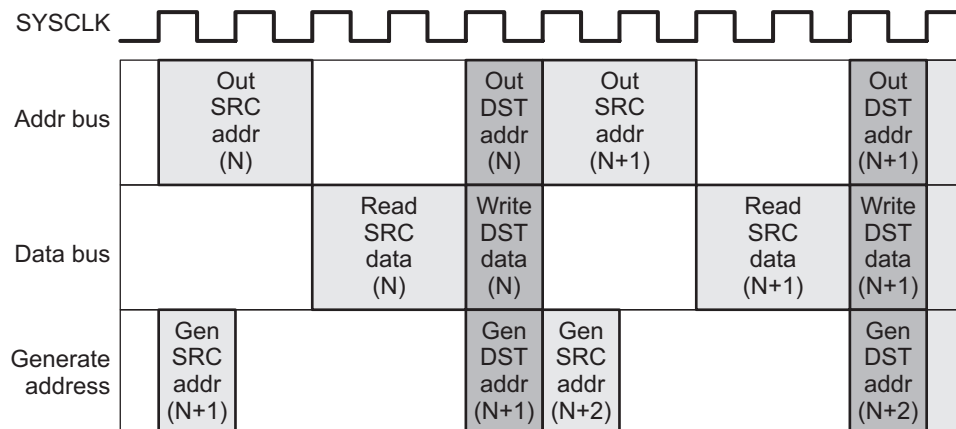 SYSCLK
Addr bus
Out
SRC
addr
(N)
Out
DST
addr
(N)
Out
SRC
addr
(N+1)
Out
DST
addr
(N+1)
Data bus
Read
SRC
data
(N)
Write
DST
data
(N)
Read
SRC
data
(N+1)
Write
DST
data
(N+1)
Generate
address
Gen
SRC
addr
(N+1)
Gen
DST
addr
(N+1)
Gen
SRC
addr
(N+2)
Gen
DST
addr
(N+2)